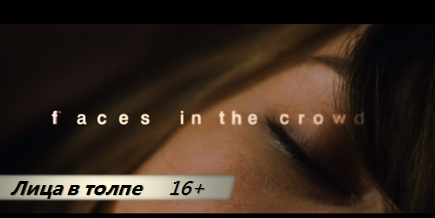 faces in the crowd
Лица в толпе 16+